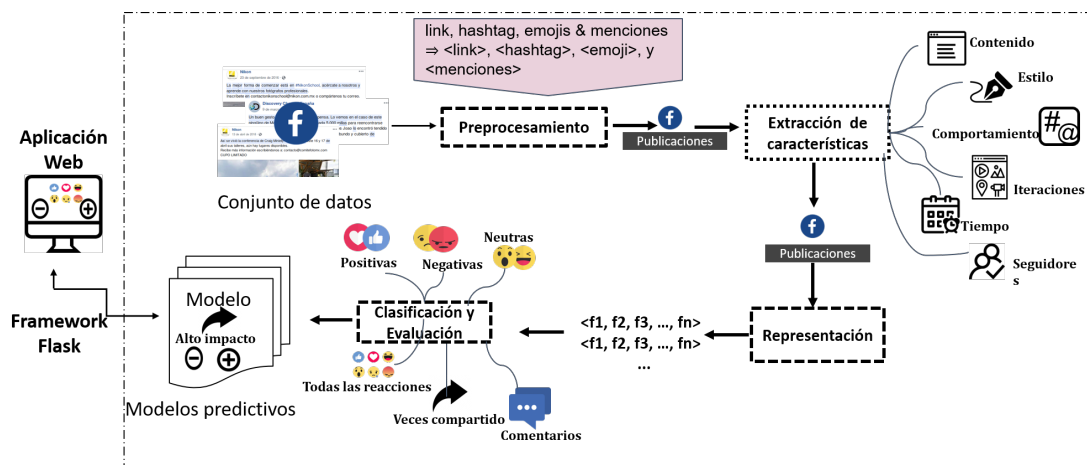 link, hashtag, emojis & menciones
⇒ <link>, <hashtag>, <emoji>, y
<menciones>
Nikon
Nikon
Conjunto de datos
Preprocesamiento
Publicaciones
Extracción de
características
Contenido
Estilo
Comportamiento
#@
Iteraciones
Tiempo
Seguidore
s
Publicaciones
Representación
<f1, f2, f3, ..., fn>
<f1, f2, f3, ..., fn>
...
Positivas
Negativas
Neutras
Clasificación y
Evaluación
Todas las reacciones
Veces compartido
Comentarios
Modelo
Alto impacto
Modelos predictivos
Aplicación
Web
Framework
Flask